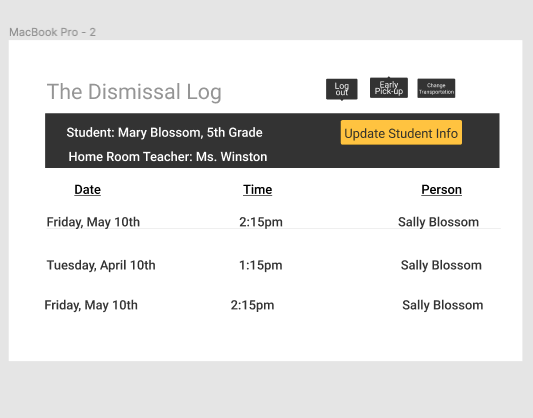 MacBook Pro - 2
The Dismissal Log
Log
out
Early
Pick-up
Change
Transportation
Student: Mary Blossom, 5th Grade
Update Student Info
Home Room Teacher: Ms. Winston
Date Time Person
Friday, May 10th 2:15pm Sally Blossom
Tuesday, April 10th 1:15pm Sally Blossom
Friday, May 10th 2:15pm Sally Blossom